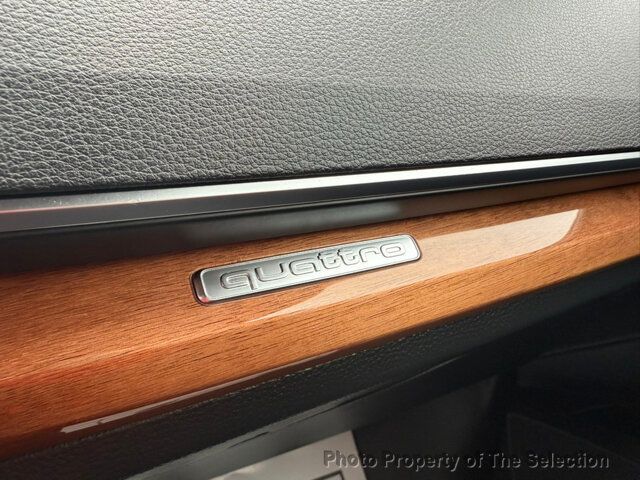 quattro
Photo Property of The Selection